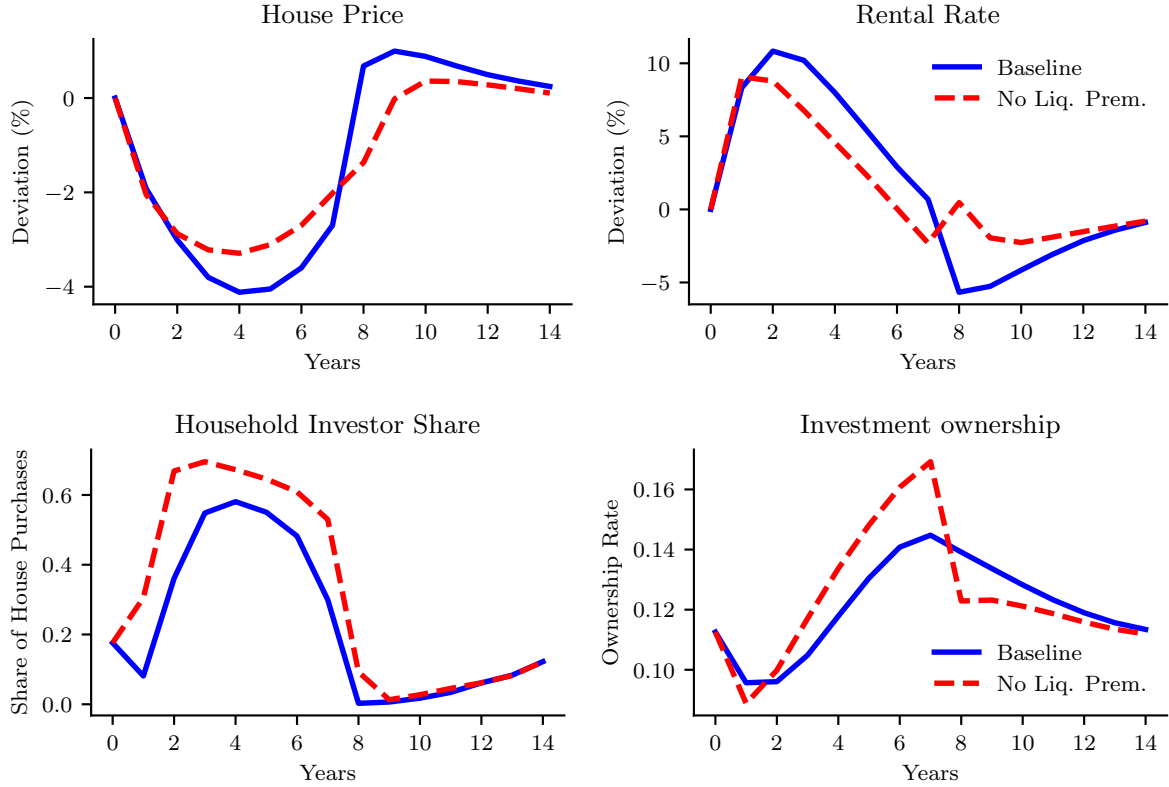 House Price
Deviation (%)
0
−2
−4
0 2 4 6 8 10 12 14
Years
Rental Rate
Deviation (%)
10
5
0
−5
Baseline
No Liq. Prem.
0 2 4 6 8 10 12 14
Years
Household Investor Share
Share of House Purchases
0.6
0.4
0.2
0.0
0 2 4 6 8 10 12 14
Years
Investment ownership
Ownership Rate
0.16
0.14
0.12
0.10
Baseline
No Liq. Prem.
0 2 4 6 8 10 12 14
Years